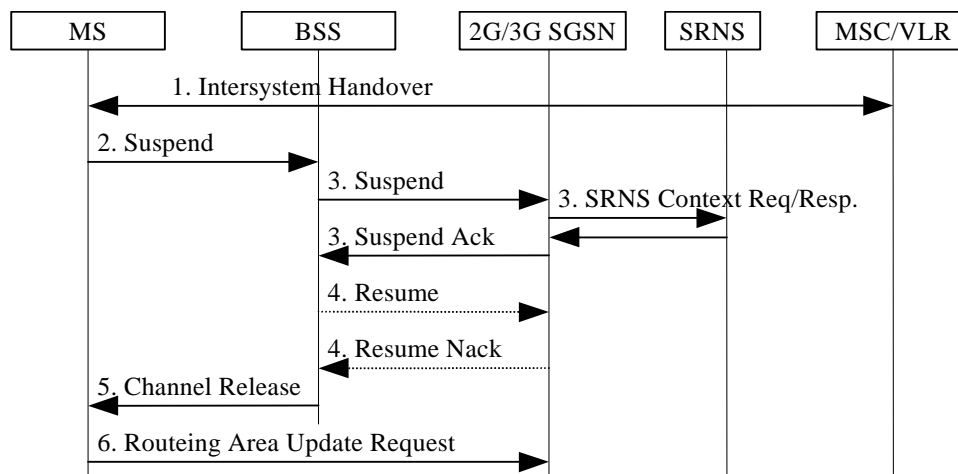 MS BSS 2G/3G SGSN SRNS MSC/VLR
1. Intersystem Handover
2. Suspend
3. Suspend
3. SRNS Context Req/Resp.
3. Suspend Ack
4. Resume
4. Resume Nack
5. Channel Release
6. Routeing Area Update Request